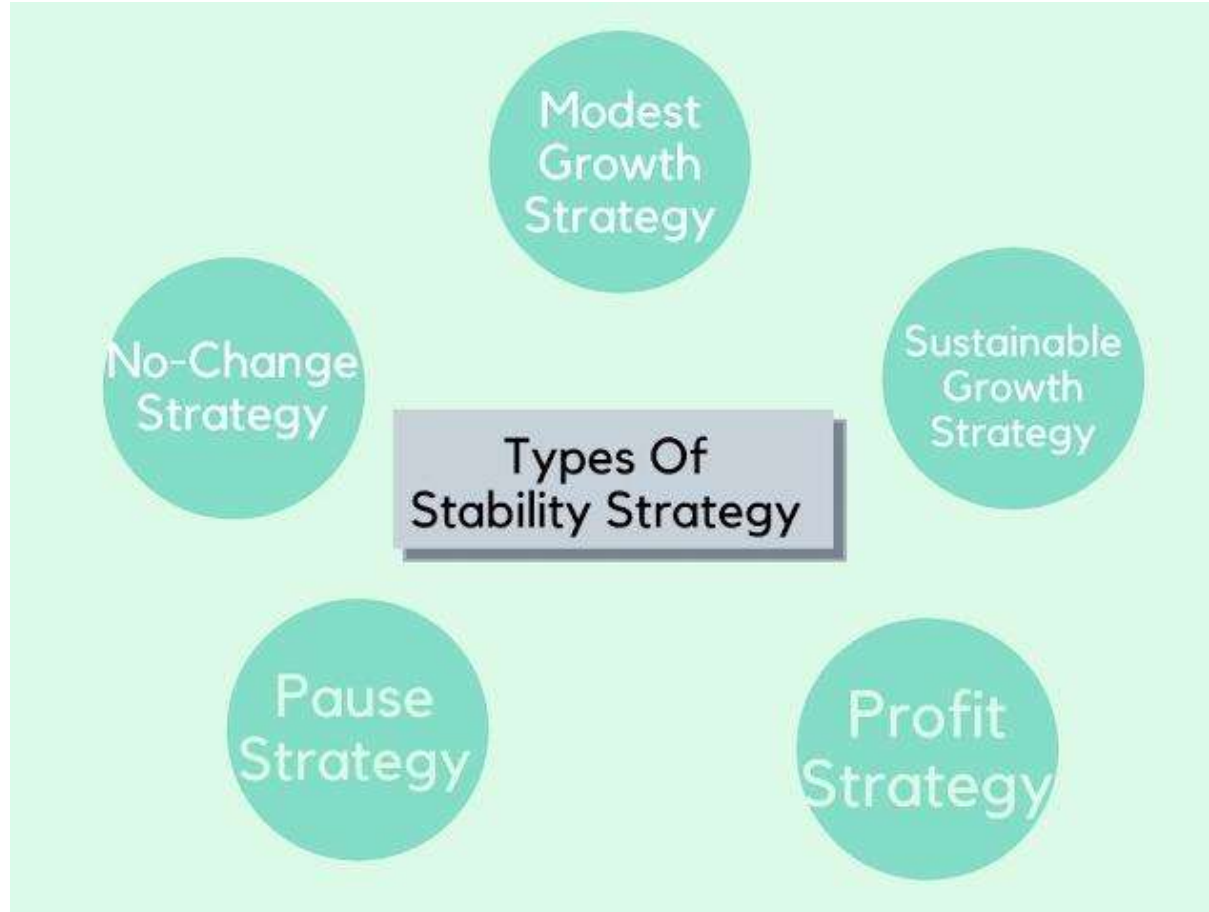 Modest
Growth
Strategy
No-Change
Strategy
Sustainable
Growth
Strategy
Types Of
Stability Strategy
Pause
Strategy
Profit
Strategy